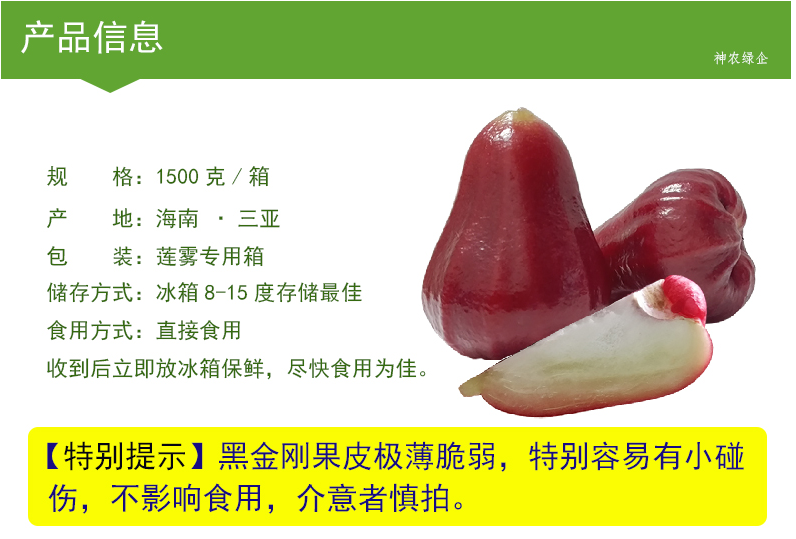 产品信息
神农绿企
规 格：1500 克 / 箱
产 地：海南 · 三亚
包 装：莲雾专用箱
储存方式：冰箱 8-15 度存储最佳
食用方式：直接食用
收到后立即放冰箱保鲜，尽快食用为佳。
【特别提示】黑金刚果皮极薄脆弱，特别容易有小碰
伤，不影响食用，介意者慎拍。